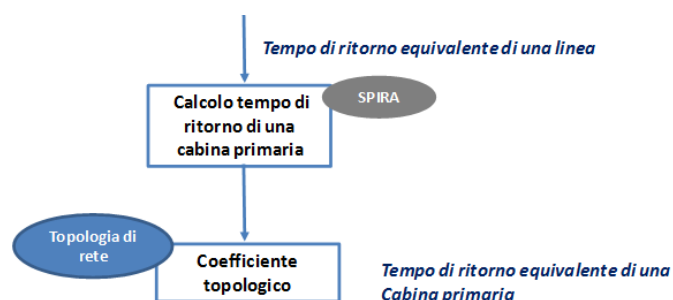 Tempo di ritorno equivalente di una linea
Calcolo tempo di
ritorno di una
cabina primaria
SPIRA
Topologia di
rete
Coefficiente
topologico
Tempo di ritorno equivalente di una
Cabina primaria